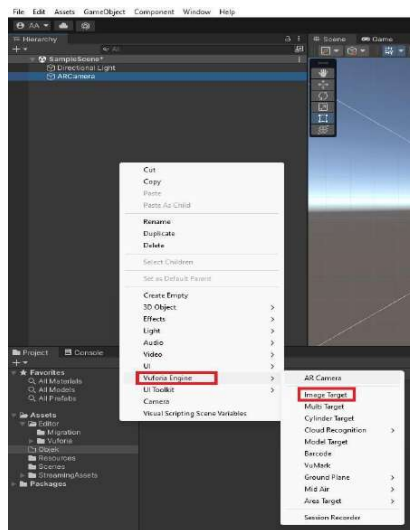 File Edit Assets GameObject Component Window Help
AA
Hierarchy
All
Scene
Game
SampleScene*
Directional Light
ARCamera
Cut
Copy
Paste
Paste As Child
Rename
Duplicate
Delete
Select Children
Set as Default Parent
Create Empty
3D Object
Effects
Light
Audio
Video
Vuforia Engine
UI
UI Toolkit
Camera
Visual Scripting Scene Variables
AR Camera
Image Target
Multi Target
Cylinder Target
Cloud Recognition
Model Target
Barcode
VuMark
Ground Plane
Mid Air
Area Target
Session Recorder
Project
Console
Favorites
All Materials
All Models
All Prefabs
Assets
Editor
Migration
Vuforia
Objek
Resources
Scenes
StreamingAssets
Packages